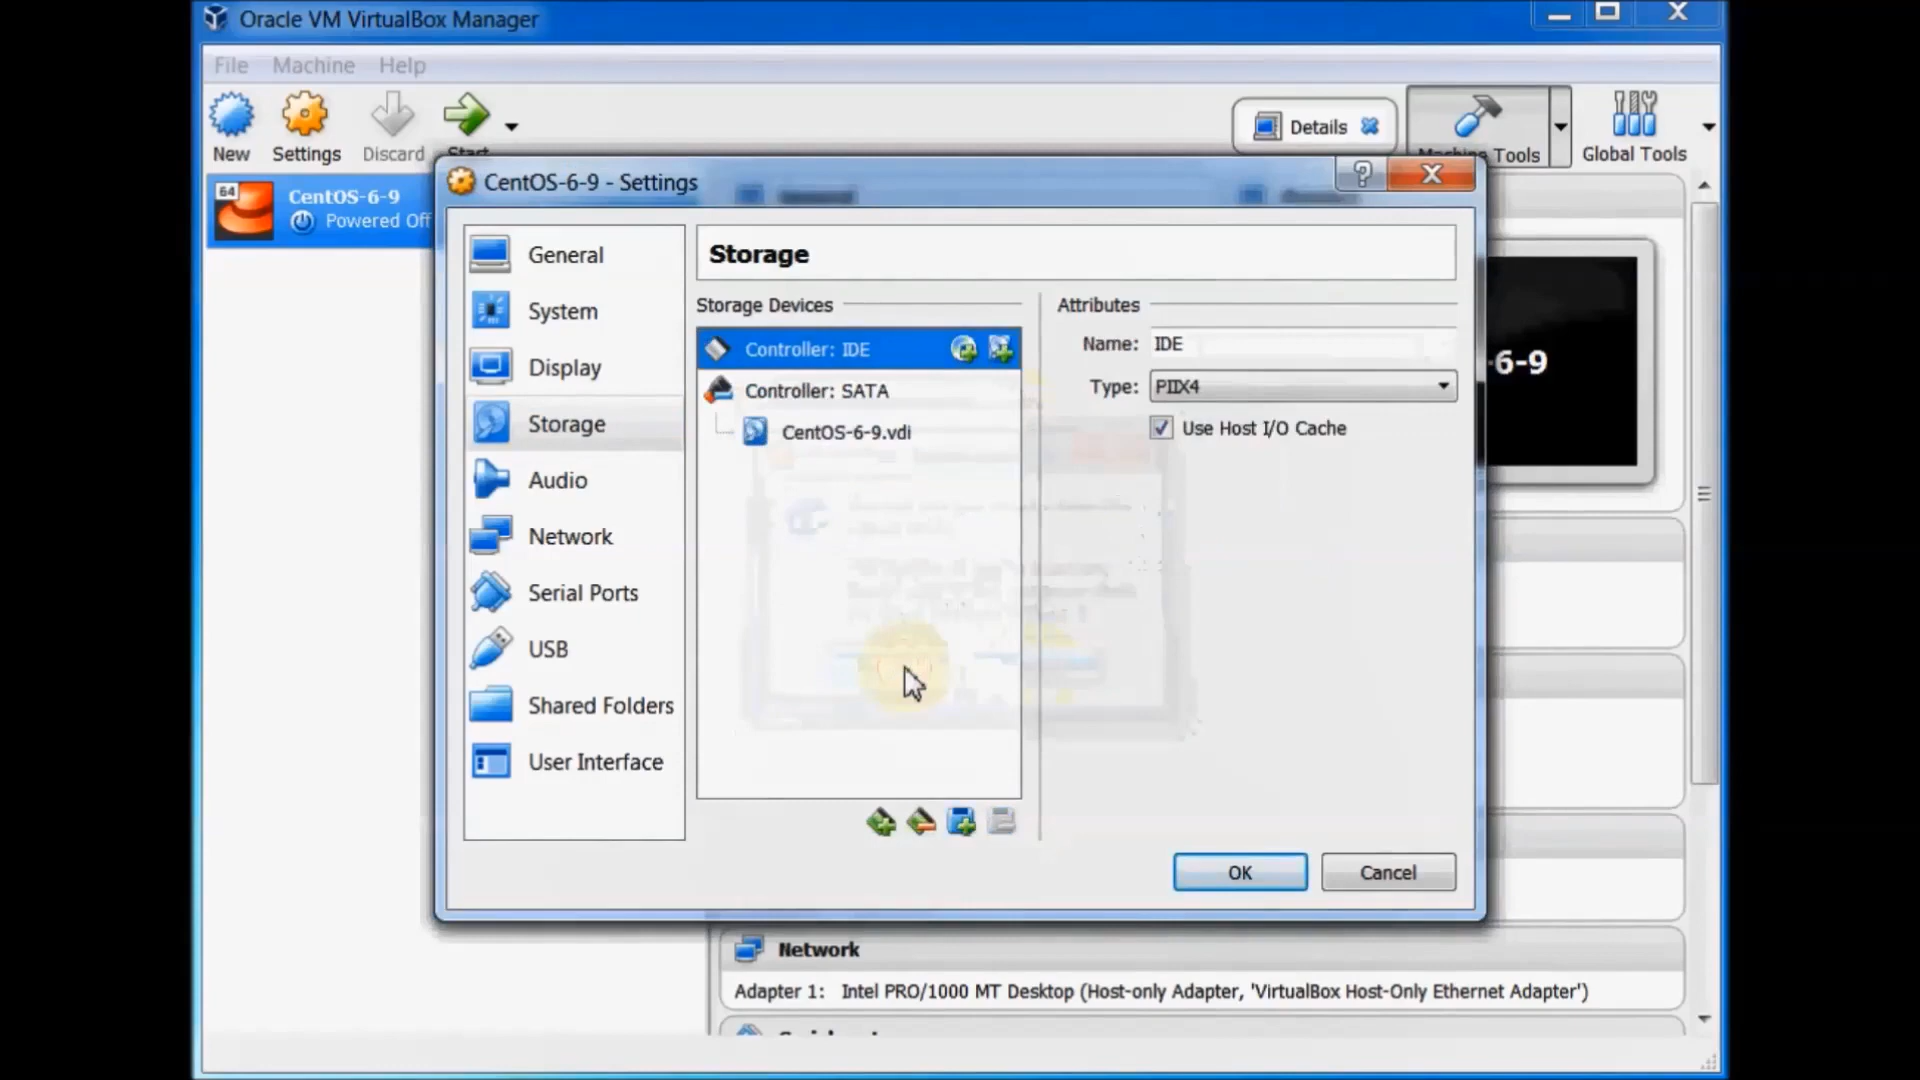 Oracle VM VirtualBox Manager
File Machine Help
New Settings Discard Start
Details
Machine Tools
Global Tools
64
CentOS-6-9
Powered Off
CentOS-6-9 - Settings
General
System
Display
Storage
Audio
Network
Serial Ports
USB
Shared Folders
User Interface
Storage
Storage Devices
Controller: IDE
Controller: SATA
CentOS-6-9.vdi
Attributes
Name: IDE
Type: PIIX4
Use Host I/O Cache
OK Cancel
-6-9
Network
Adapter 1: Intel PRO/1000 MT Desktop (Host-only Adapter, 'VirtualBox Host-Only Ethernet Adapter')